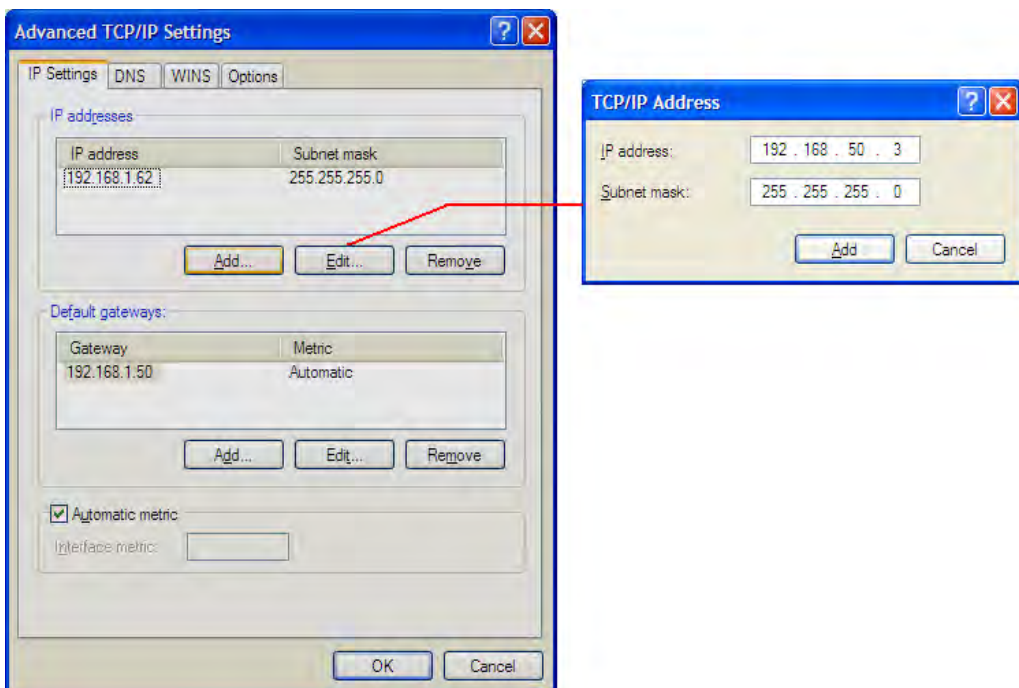 Advanced TCP/IP Settings
IP Settings DNS WINS Options
IP addresses
IP address Subnet mask
192.168.1.62 255.255.255.0
Add... Edit... Remove
Default gateways:
Gateway Metric
192.168.1.50 Automatic
Add... Edit... Remove
Automatic metric
Interface metric:
OK Cancel
TCP/IP Address
IP address: 192 . 168 . 50 . 3
Subnet mask: 255 . 255 . 255 . 0
Add Cancel